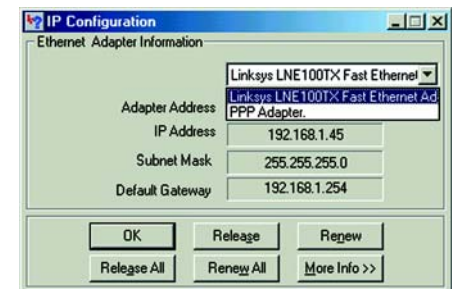 IP Configuration
Ethernet Adapter Information
Linksys LNE100TX Fast Ethernet
Linksys LNE100TX Fast Ethernet Ad
Adapter Address
PPP Adapter.
IP Address 192.168.1.45
Subnet Mask 255.255.255.0
Default Gateway 192.168.1.254
OK Release Renew
Release All Renew All More Info >>